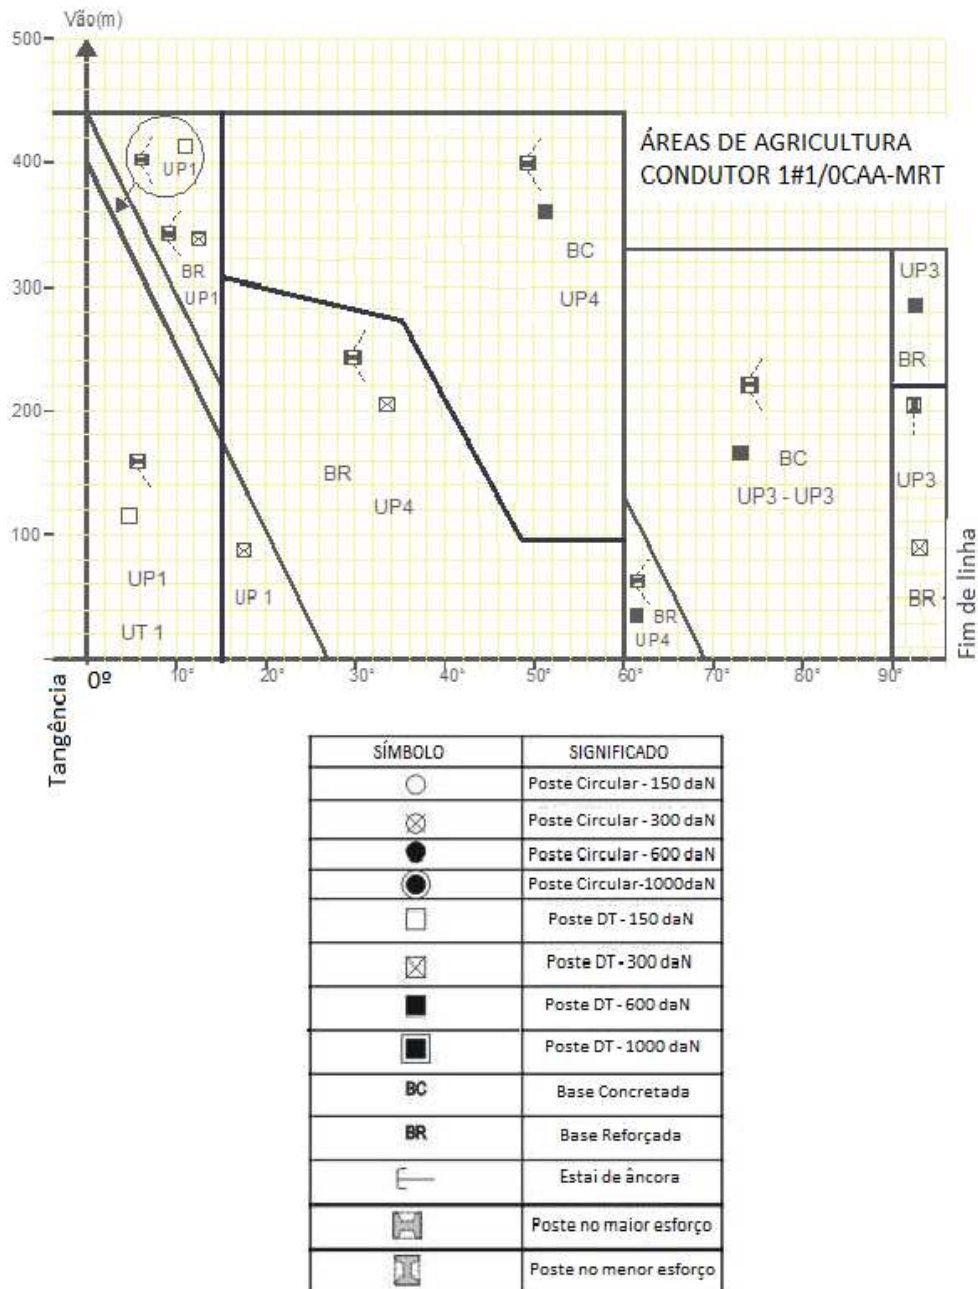 Vão(m)
500
400
300
200
100
ÁREAS DE AGRICULTURA
CONDUTOR 1#1/0CAA-MRT
UP1
BR
UP1
BC
UP4
UP3
BR
BR
UP4
BC
UP3 - UP3
UP3
BR
UP1
UT 1
UP 1
BR
UP4
Fim de linha
Tangência
0º
10°
20°
30°
40°
50°
60°
70°
80°
90°
SÍMBOLO SIGNIFICADO
Poste Circular - 150 daN
Poste Circular - 300 daN
Poste Circular - 600 daN
Poste Circular-1000daN
Poste DT - 150 daN
Poste DT - 300 daN
Poste DT - 600 daN
Poste DT - 1000 daN
BC Base Concretada
BR Base Reforçada
Estai de âncora
Poste no maior esforço
Poste no menor esforço